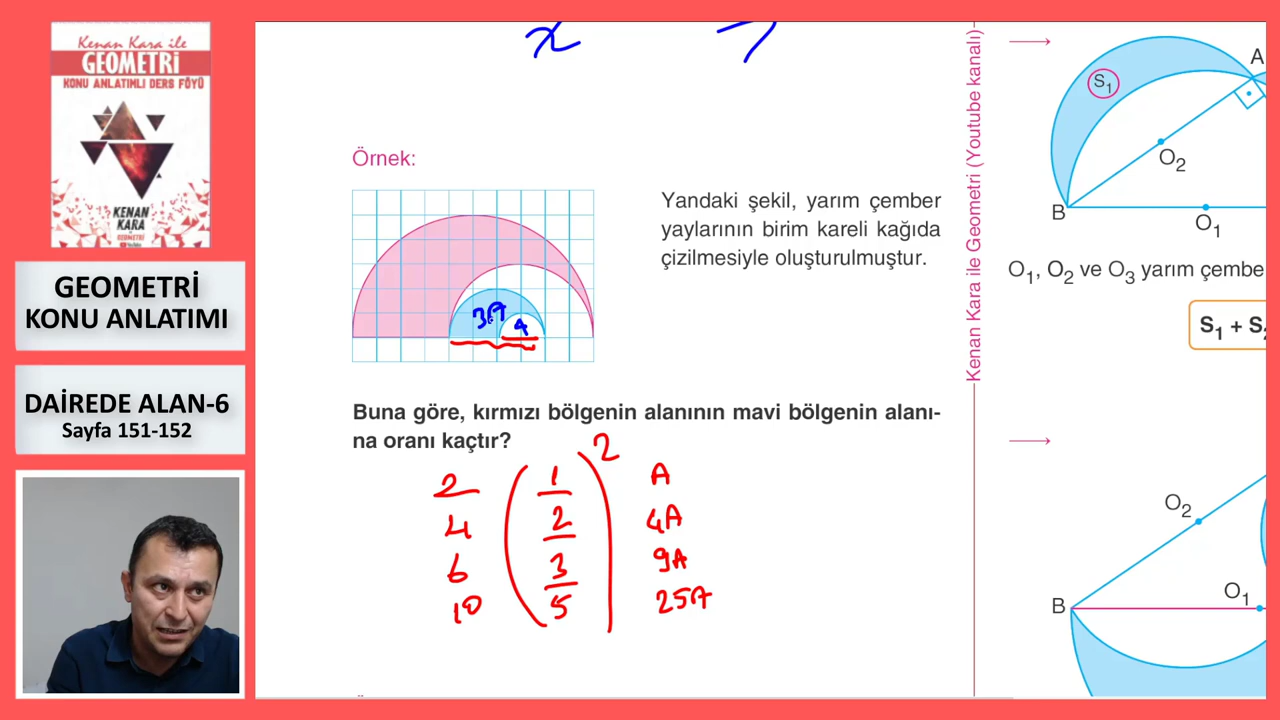 Kenan Kara ile
GEOMETRİ
KONU ANLATIMLI DERS FÖYÜ
KENAN
KARA
GEOMETRİ KONU ANLATIMI
DAİREDE ALAN-6
Sayfa 151-152
x
7
Örnek:
3A
4
Yandaki şekil, yarım çember
yaylarının birim kareli kağıda
çizilmesiyle oluşturulmuştur.
Buna göre, kırmızı bölgenin alanının mavi bölgenin alanı-
na oranı kaçtır?
2
2 1 A
4 2 4A
6 3 9A
10 5 25A
Kenan Kara ile Geometri (Youtube kanalı)
S1
A
O2
B
O1
O1, O2 ve O3 yarım çembe
S1 + S2
O2
B
O1